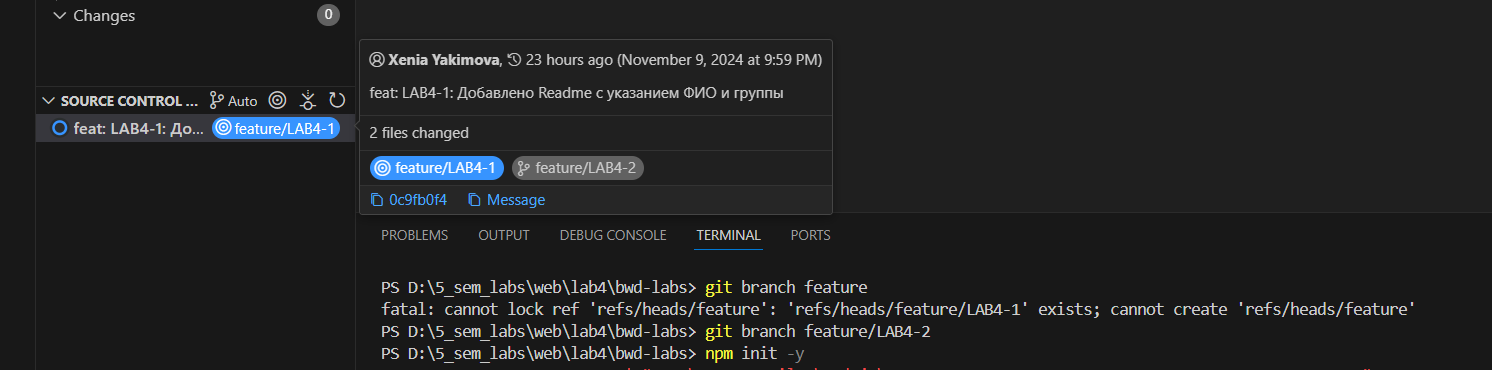 Changes
0
Xenia Yakimova, 23 hours ago (November 9, 2024 at 9:59 PM)
feat: LAB4-1: Добавлено Readme с указанием ФИО и группы
2 files changed
feature/LAB4-1 feature/LAB4-2
0c9fb0f4 Message
SOURCE CONTROL ... Auto
feat: LAB4-1: До... feature/LAB4-1
PROBLEMS OUTPUT DEBUG CONSOLE TERMINAL PORTS
PS D:\5_sem_labs\web\lab4\bwd-labs> git branch feature
fatal: cannot lock ref 'refs/heads/feature': 'refs/heads/feature/LAB4-1' exists; cannot create 'refs/heads/feature'
PS D:\5_sem_labs\web\lab4\bwd-labs> git branch feature/LAB4-2
PS D:\5_sem_labs\web\lab4\bwd-labs> npm init -y